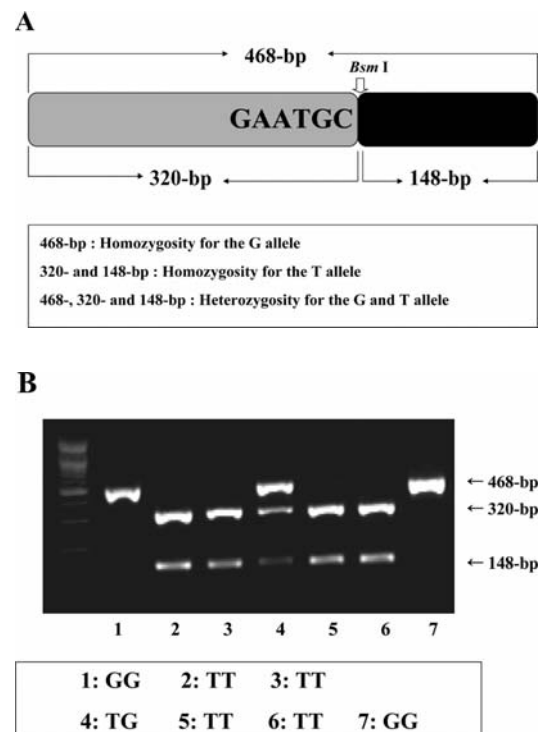 A
468-bp
Bsm I
GAATGC
320-bp 148-bp
468-bp : Homozygosity for the G allele
320- and 148-bp : Homozygosity for the T allele
468-, 320- and 148-bp : Heterozygosity for the G and T allele
B
← 468-bp
← 320-bp
← 148-bp
1 2 3 4 5 6 7
1: GG 2: TT 3: TT
4: TG 5: TT 6: TT 7: GG